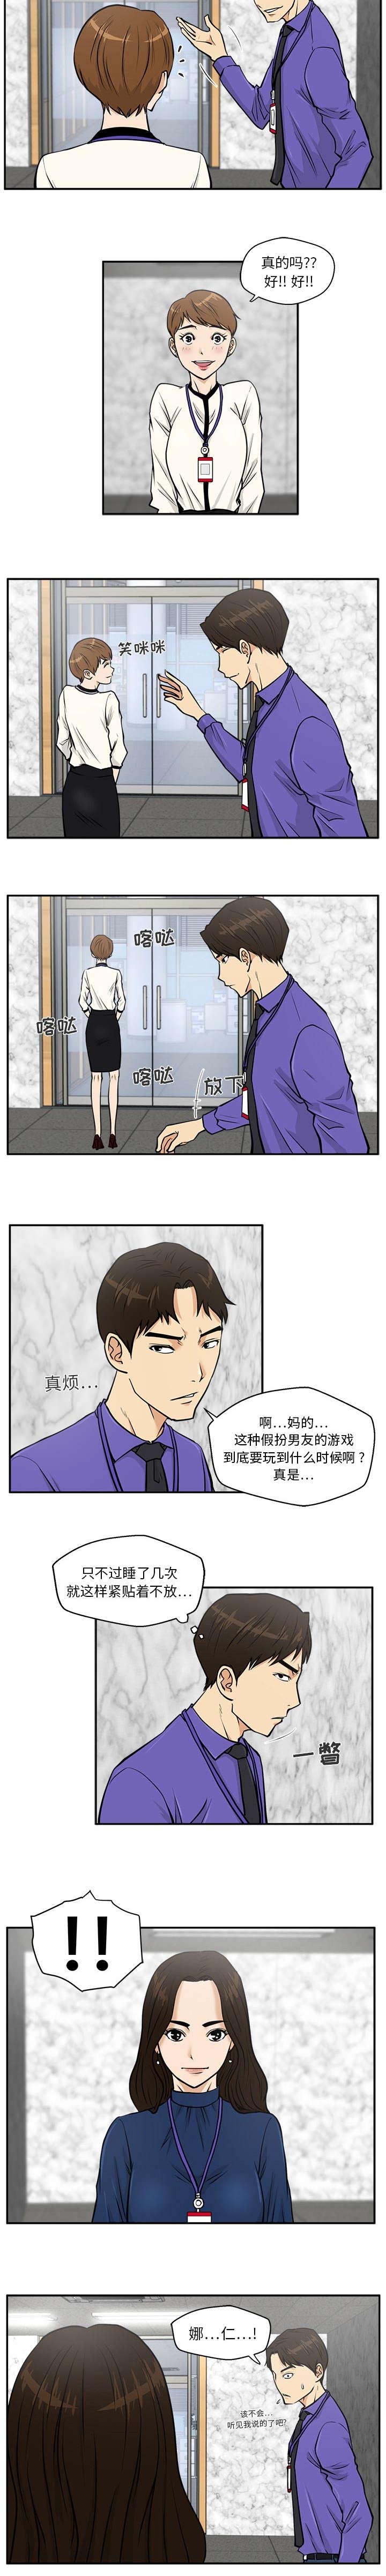 真的吗??
好!! 好!!
笑咪咪
喀哒
喀哒
喀哒
放下
真烦...
啊...妈的...
这种假扮男友的游戏
到底要玩到什么时候啊?
真是...
只不过睡了几次
就这样紧贴着不放...
一瞥
!!
娜...仁...!
该不会...
听见我说的了吧?